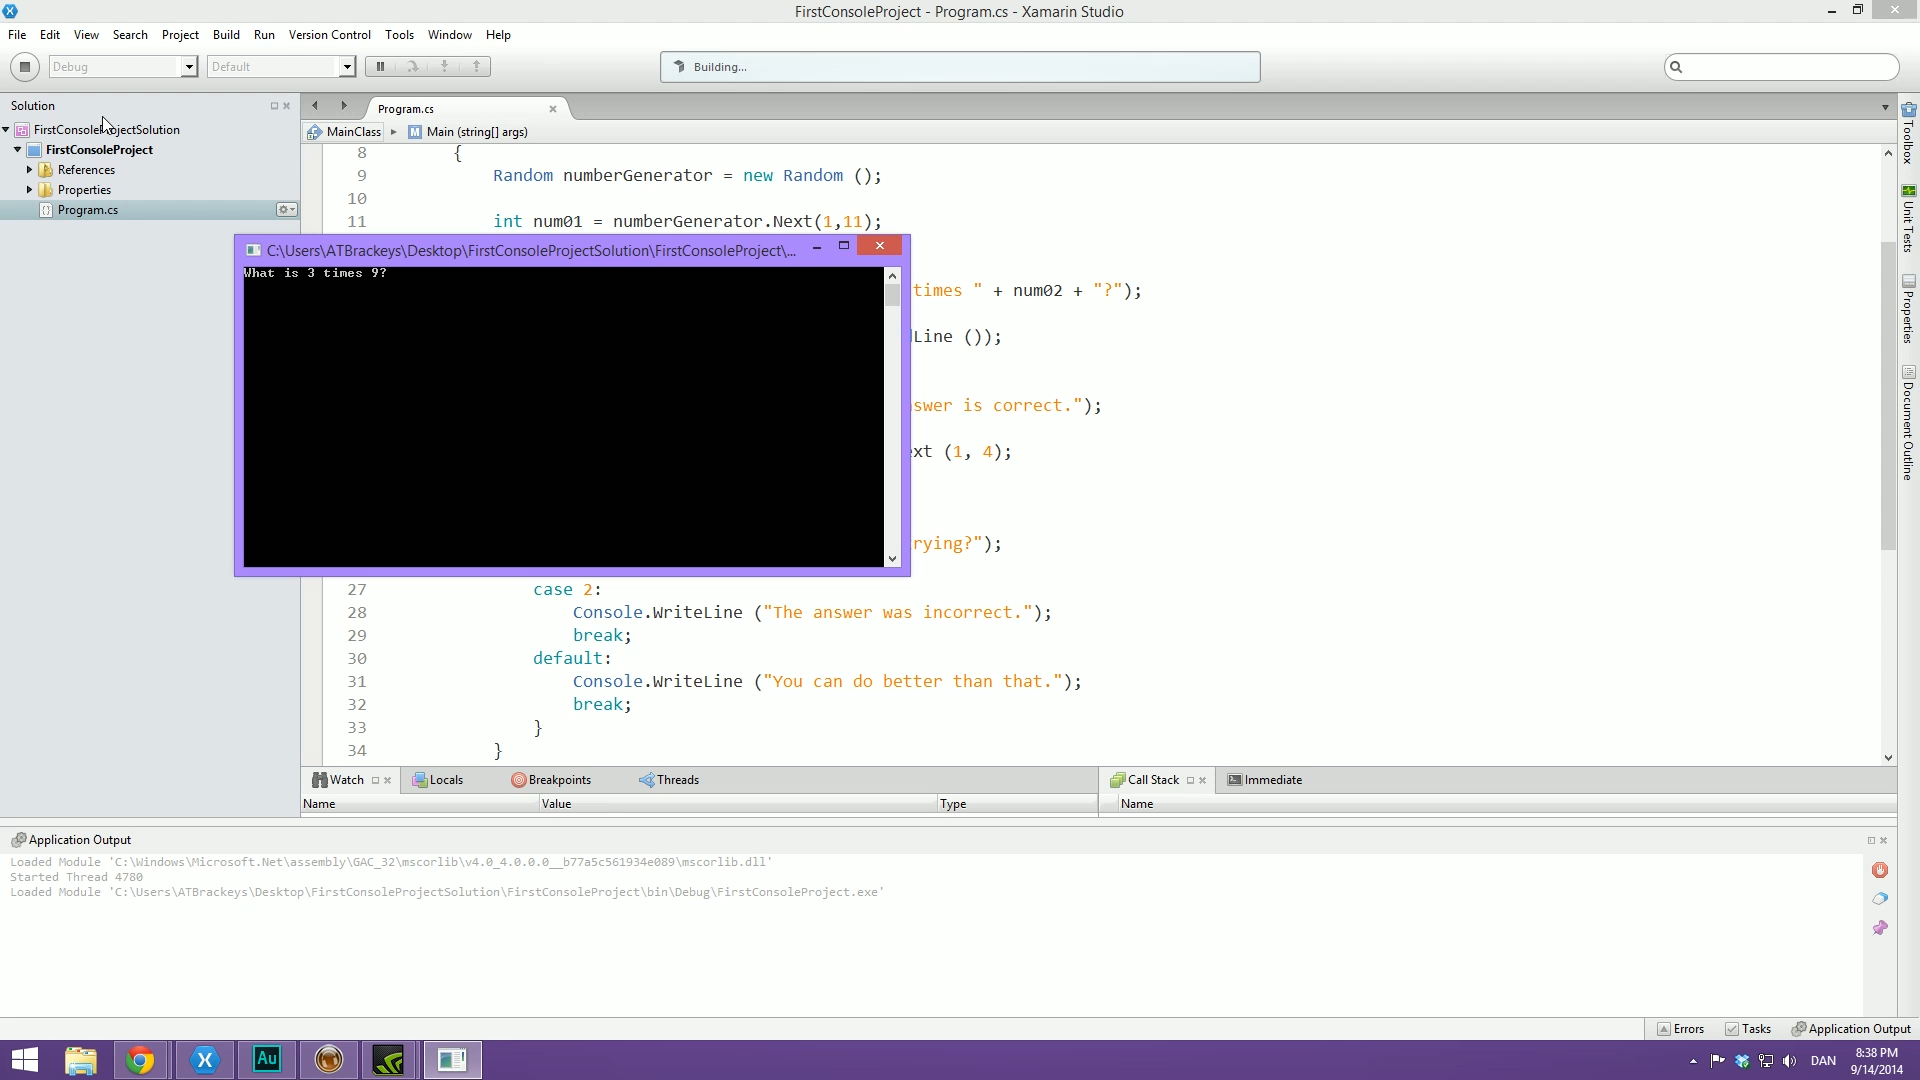 FirstConsoleProject - Program.cs - Xamarin Studio
File Edit View Search Project Build Run Version Control Tools Window Help
Debug Default Building...
Solution
FirstConsoleProjectSolution
FirstConsoleProject
References
Properties
Program.cs
Program.cs
MainClass Main (string[] args)
8 {
9 Random numberGenerator = new Random ();
10
11 int num01 = numberGenerator.Next(1,11);
C:\Users\ATBrackeys\Desktop\FirstConsoleProjectSolution\FirstConsoleProject\...
What is 3 times 9?
times " + num02 + "?");
Line ());
swer is correct.");
xt (1, 4);
rying?");
27 case 2:
28 Console.WriteLine ("The answer was incorrect.");
29 break;
30 default:
31 Console.WriteLine ("You can do better than that.");
32 break;
33 }
34 }
Toolbox
Unit Tests
Properties
Document Outline
Watch Locals Breakpoints Threads Call Stack Immediate
Name Value Type Name
Application Output
Loaded Module 'C:\Windows\Microsoft.Net\assembly\GAC_32\mscorlib\v4.0_4.0.0.0__b77a5c561934e089\mscorlib.dll'
Started Thread 4780
Loaded Module 'C:\Users\ATBrackeys\Desktop\FirstConsoleProjectSolution\FirstConsoleProject\bin\Debug\FirstConsoleProject.exe'
Errors Tasks Application Output
Au
DAN
8:38 PM
9/14/2014